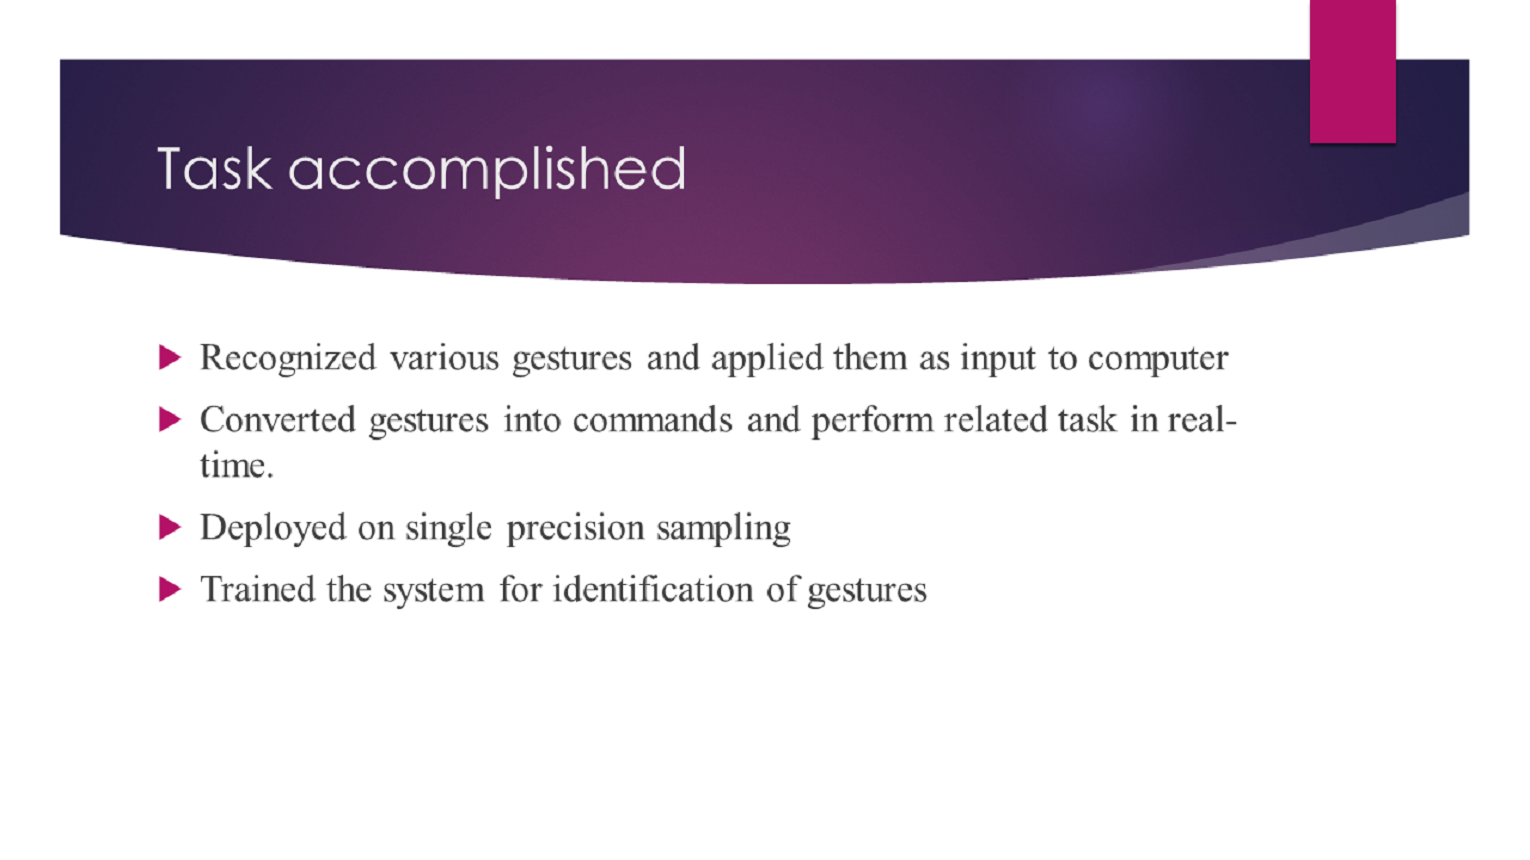 Task accomplished
Recognized various gestures and applied them as input to computer
Converted gestures into commands and perform related task in real-
time.
Deployed on single precision sampling
Trained the system for identification of gestures